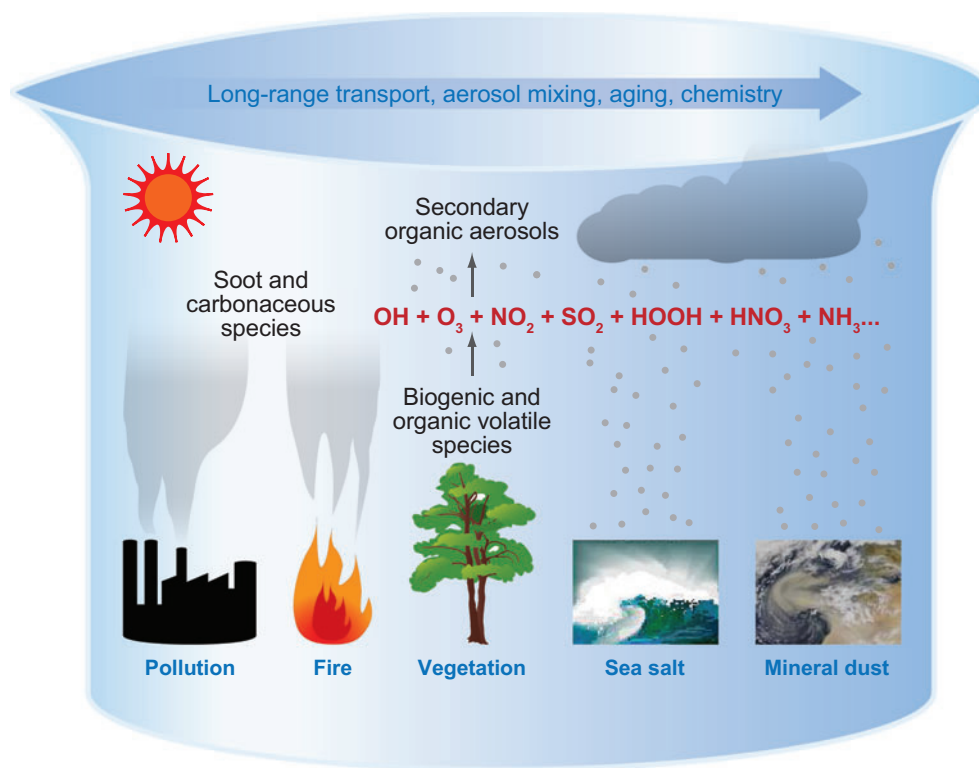 Long-range transport, aerosol mixing, aging, chemistry
Secondary
organic aerosols
Soot and
carbonaceous
species
OH + O₃ + NO₂ + SO₂ + HOOH + HNO₃ + NH₃...
Biogenic and
organic volatile
species
Pollution
Fire
Vegetation
Sea salt
Mineral dust